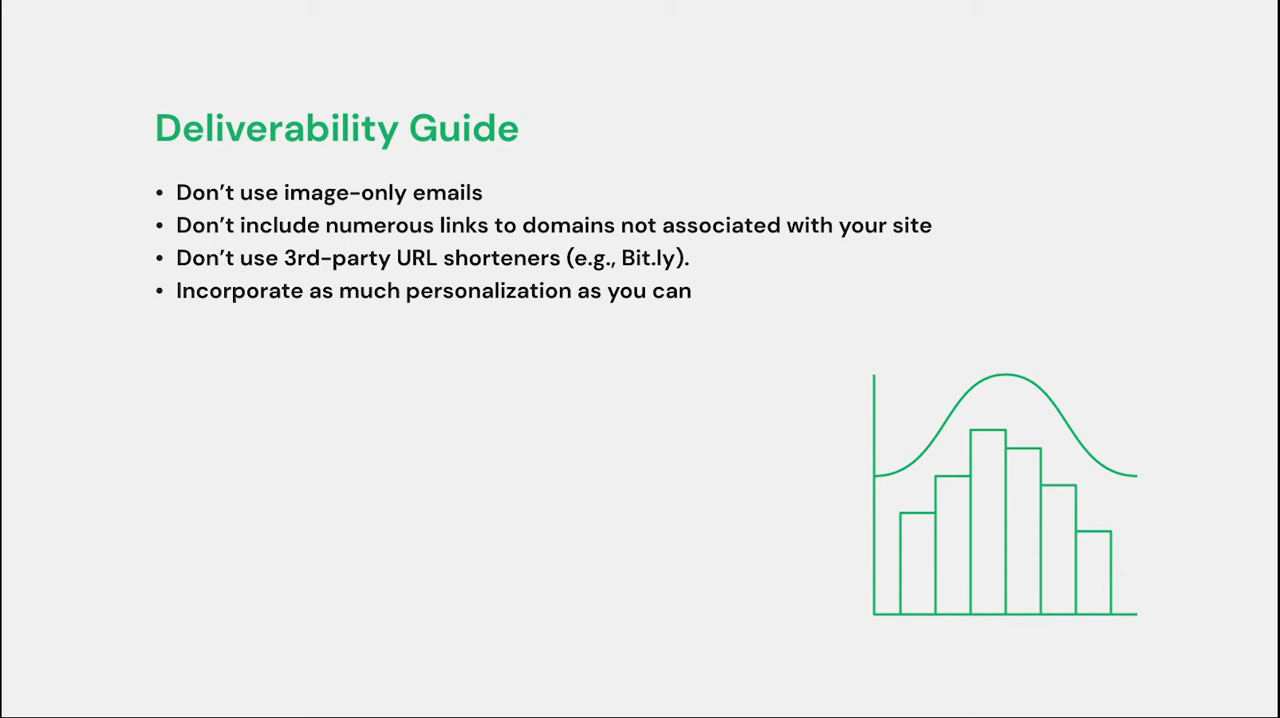 Deliverability Guide
• Don’t use image-only emails
• Don’t include numerous links to domains not associated with your site
• Don’t use 3rd-party URL shorteners (e.g., Bit.ly).
• Incorporate as much personalization as you can